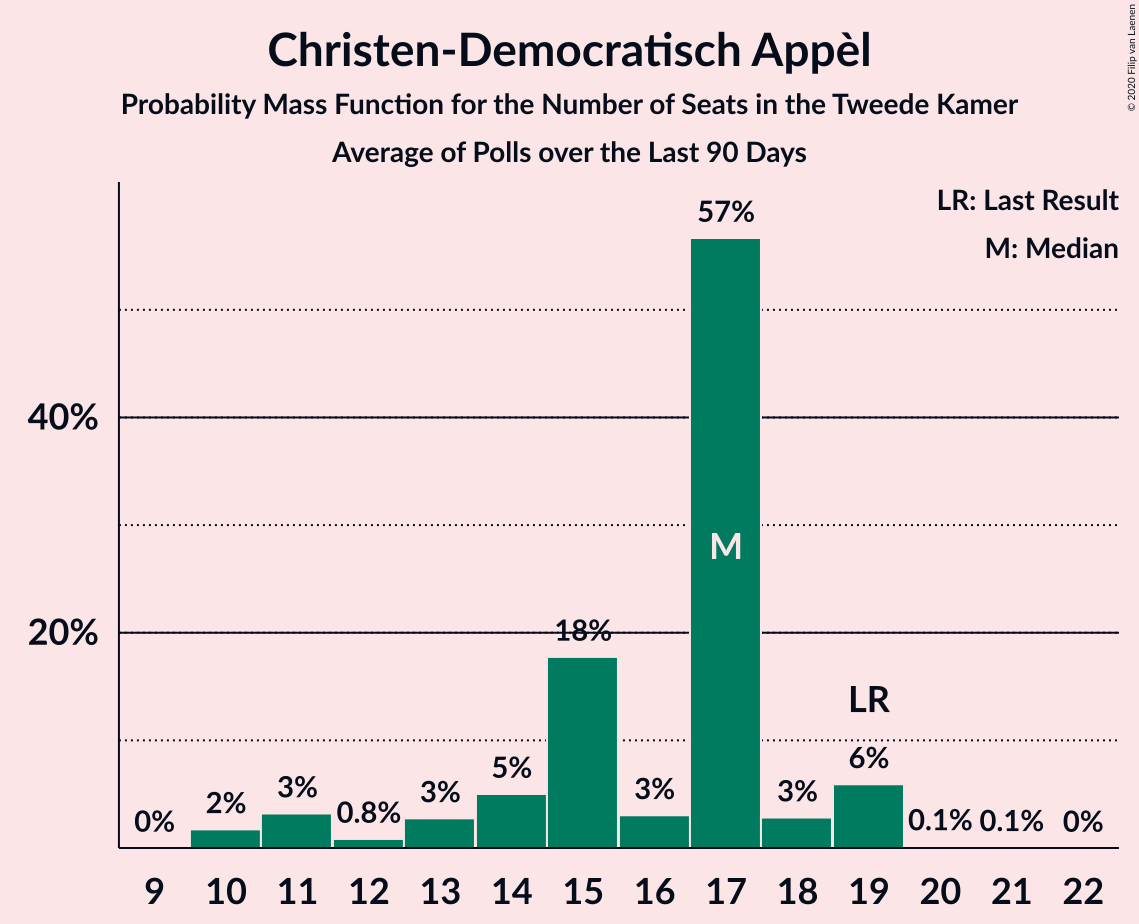 Christen-Democratisch Appèl
Probability Mass Function for the Number of Seats in the Tweede Kamer
Average of Polls over the Last 90 Days
© 2020 Filip van Laenen
LR: Last Result
M: Median
57%
40%
M
20%
18%
LR
6%
5%
3%
3%
3%
3%
2%
0.8%
0%
0.1%
0.1%
0%
9 10 11 12 13 14 15 16 17 18 19 20 21 22